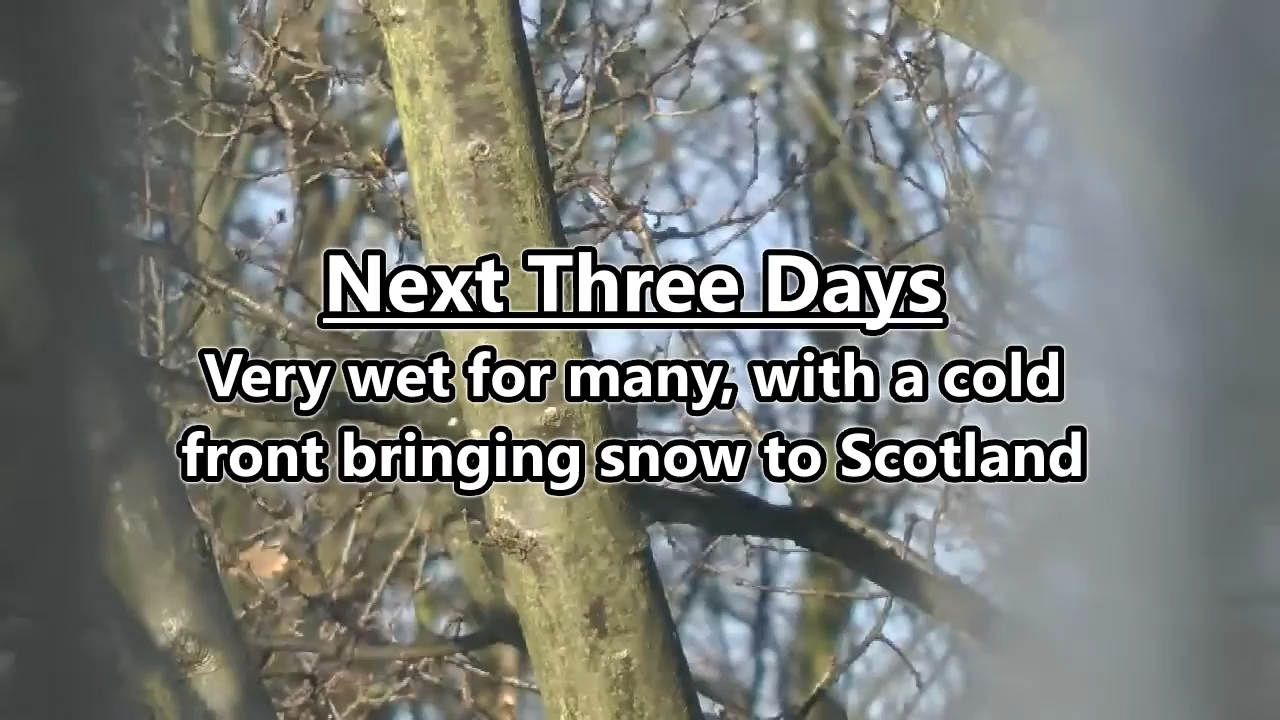 Next Three Days
Very wet for many, with a cold
front bringing snow to Scotland